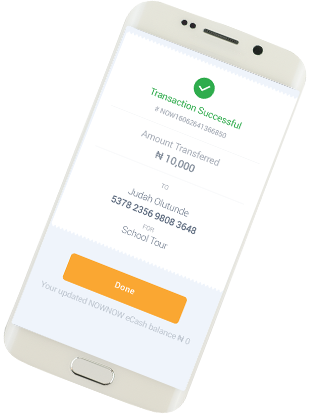 Transaction Successful
# NOW16062641360850
Amount Transferred
₦ 10,000
TO
Judah Olutunde
5378 2356 9808 3648
FOR
School Tour
Done
Your updated NOWNOW eCash balance ₦ 0